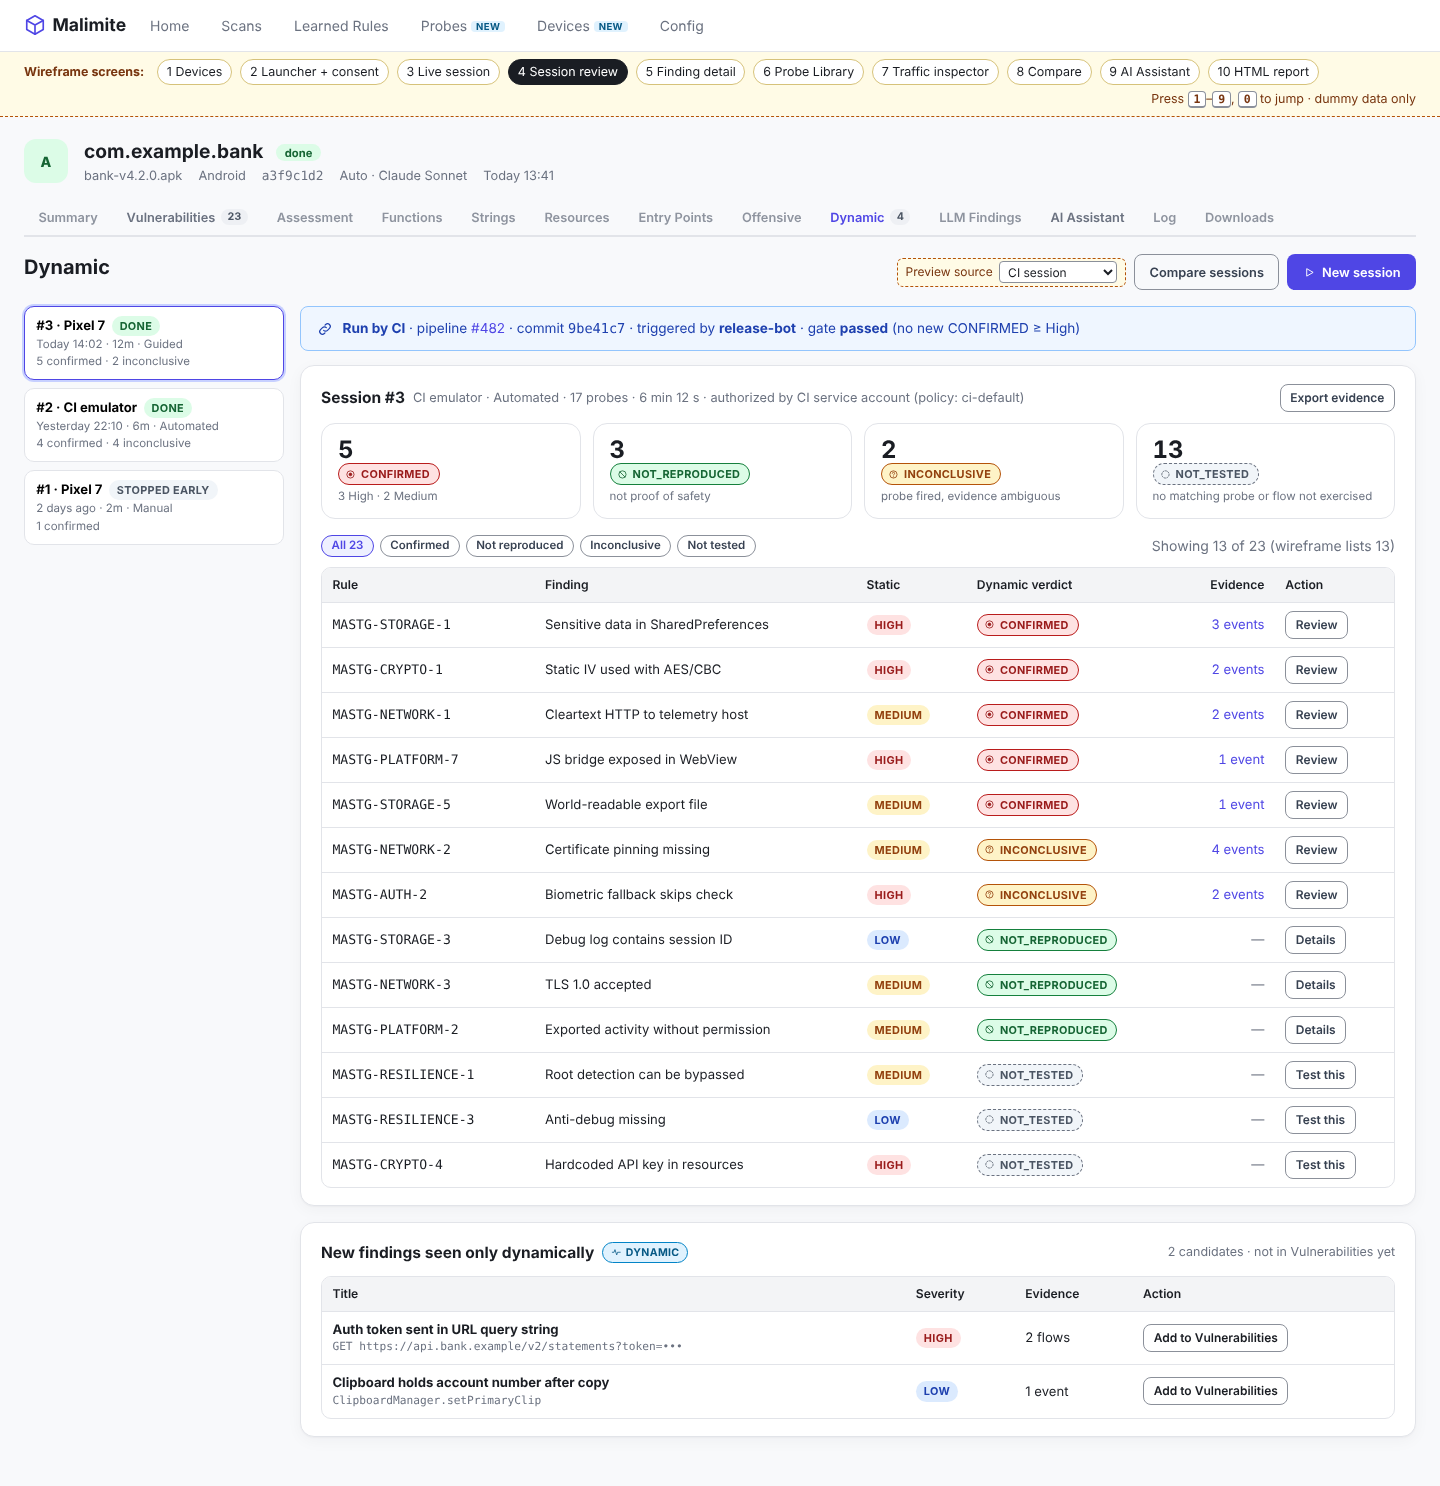 Malimite
Home
Scans
Learned Rules
Probes NEW
Devices NEW
Config
Wireframe screens:
1 Devices
2 Launcher + consent
3 Live session
4 Session review
5 Finding detail
6 Probe Library
7 Traffic inspector
8 Compare
9 AI Assistant
10 HTML report
Press 1–9, 0 to jump · dummy data only
A
com.example.bank done
bank-v4.2.0.apk Android a3f9c1d2 Auto · Claude Sonnet Today 13:41
Summary
Vulnerabilities 23
Assessment
Functions
Strings
Resources
Entry Points
Offensive
Dynamic 4
LLM Findings
AI Assistant
Log
Downloads
Dynamic
Preview source CI session
Compare sessions
New session
#3 · Pixel 7 DONE
Today 14:02 · 12m · Guided
5 confirmed · 2 inconclusive
#2 · CI emulator DONE
Yesterday 22:10 · 6m · Automated
4 confirmed · 4 inconclusive
#1 · Pixel 7 STOPPED EARLY
2 days ago · 2m · Manual
1 confirmed
Run by CI · pipeline #482 · commit 9be41c7 · triggered by release-bot · gate passed (no new CONFIRMED ≥ High)
Session #3 CI emulator · Automated · 17 probes · 6 min 12 s · authorized by CI service account (policy: ci-default)
Export evidence
5
CONFIRMED
3 High · 2 Medium
3
NOT_REPRODUCED
not proof of safety
2
INCONCLUSIVE
probe fired, evidence ambiguous
13
NOT_TESTED
no matching probe or flow not exercised
All 23
Confirmed
Not reproduced
Inconclusive
Not tested
Showing 13 of 23 (wireframe lists 13)
Rule Finding Static Dynamic verdict Evidence Action
MASTG-STORAGE-1 Sensitive data in SharedPreferences HIGH CONFIRMED 3 events Review
MASTG-CRYPTO-1 Static IV used with AES/CBC HIGH CONFIRMED 2 events Review
MASTG-NETWORK-1 Cleartext HTTP to telemetry host MEDIUM CONFIRMED 2 events Review
MASTG-PLATFORM-7 JS bridge exposed in WebView HIGH CONFIRMED 1 event Review
MASTG-STORAGE-5 World-readable export file MEDIUM CONFIRMED 1 event Review
MASTG-NETWORK-2 Certificate pinning missing MEDIUM INCONCLUSIVE 4 events Review
MASTG-AUTH-2 Biometric fallback skips check HIGH INCONCLUSIVE 2 events Review
MASTG-STORAGE-3 Debug log contains session ID LOW NOT_REPRODUCED — Details
MASTG-NETWORK-3 TLS 1.0 accepted MEDIUM NOT_REPRODUCED — Details
MASTG-PLATFORM-2 Exported activity without permission MEDIUM NOT_REPRODUCED — Details
MASTG-RESILIENCE-1 Root detection can be bypassed MEDIUM NOT_TESTED — Test this
MASTG-RESILIENCE-3 Anti-debug missing LOW NOT_TESTED — Test this
MASTG-CRYPTO-4 Hardcoded API key in resources HIGH NOT_TESTED — Test this
New findings seen only dynamically DYNAMIC
2 candidates · not in Vulnerabilities yet
Title Severity Evidence Action
Auth token sent in URL query string HIGH 2 flows Add to Vulnerabilities
GET https://api.bank.example/v2/statements?token=•••
Clipboard holds account number after copy LOW 1 event Add to Vulnerabilities
ClipboardManager.setPrimaryClip